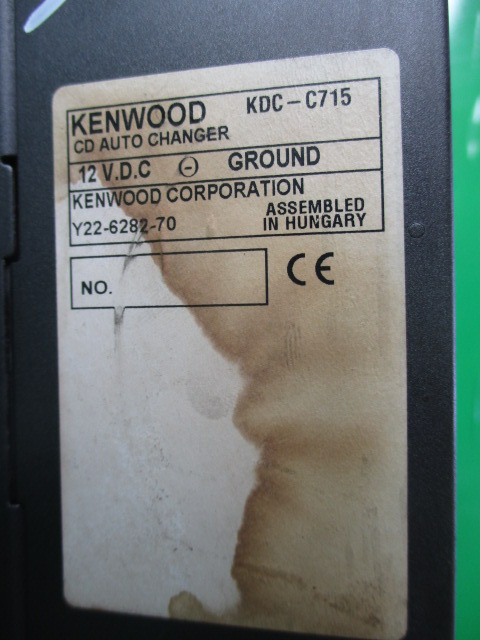 KENWOOD KDC-C715
CD AUTO CHANGER
12 V.D.C ⊖ GROUND
KENWOOD CORPORATION
Y22-6282-70 ASSEMBLED
IN HUNGARY
NO.
CE